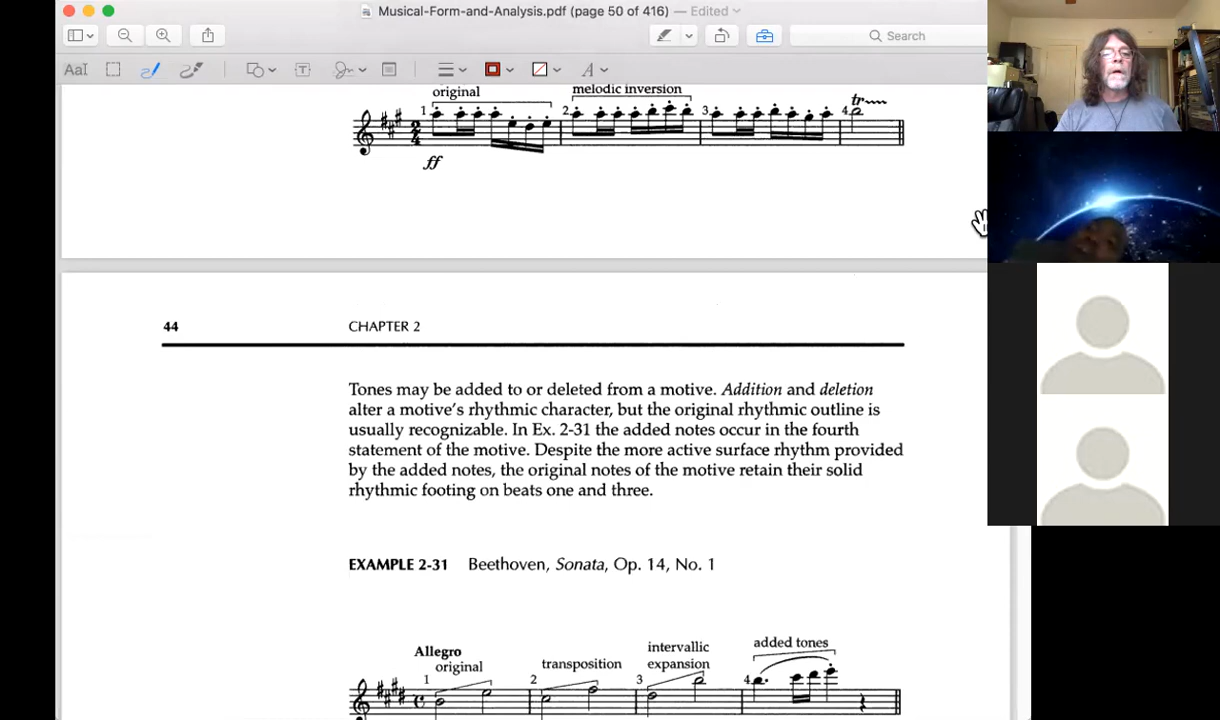 Musical-Form-and-Analysis.pdf (page 50 of 416) — Edited
AaI
T
A
Search
original
melodic inversion
1
2
3
4
tr
2
4
ff
44
CHAPTER 2
Tones may be added to or deleted from a motive. Addition and deletion
alter a motive's rhythmic character, but the original rhythmic outline is
usually recognizable. In Ex. 2-31 the added notes occur in the fourth
statement of the motive. Despite the more active surface rhythm provided
by the added notes, the original notes of the motive retain their solid
rhythmic footing on beats one and three.
EXAMPLE 2-31 Beethoven, Sonata, Op. 14, No. 1
Allegro
original
transposition
intervallic
expansion
added tones
1
2
3
4